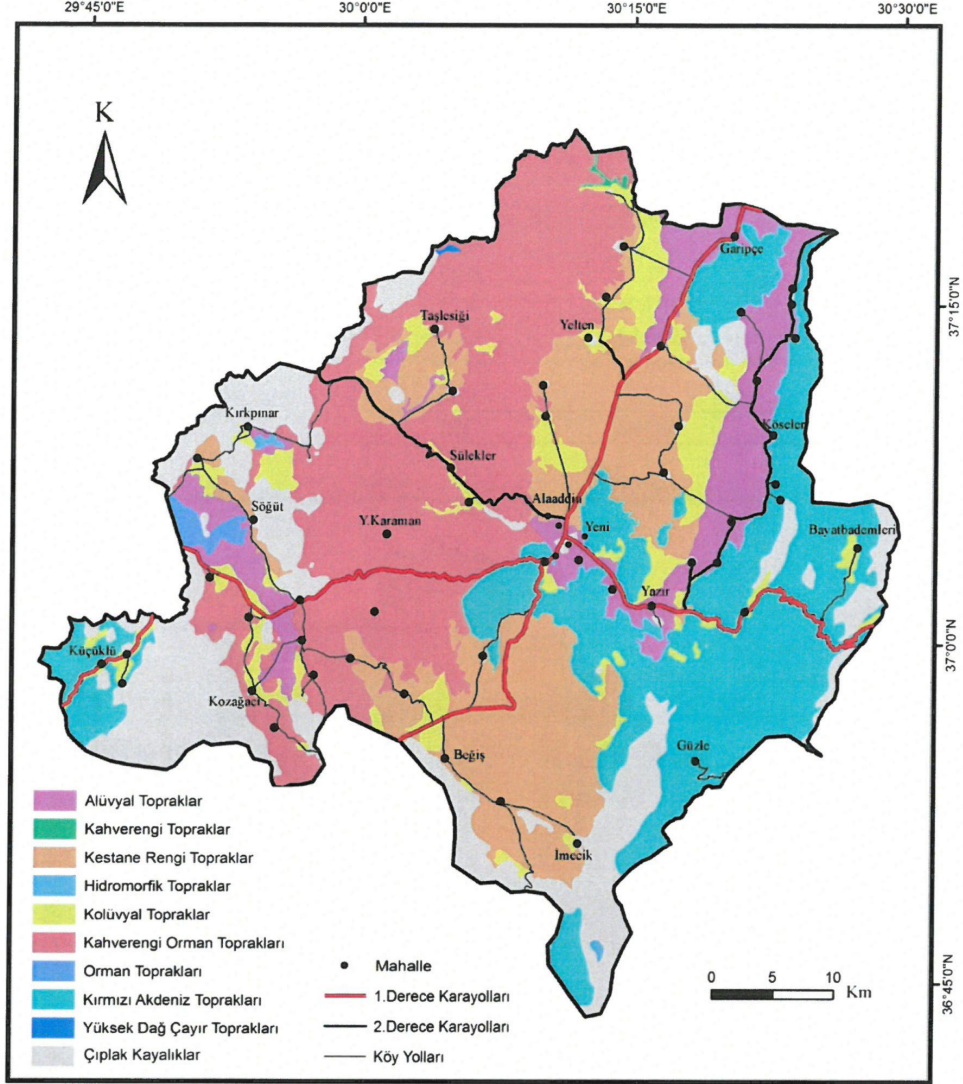 29°45'0"E
30°0'0"E
30°15'0"E
30°30'0"E
K
Garipçe
37°15'0"N
Taşlesiği
Yelten
Kırkpınar
Köseler
Sülekler
Alaaddin
Söğüt
Y.Karaman
Yeni
Bayatbademleri
Yazır
Küçüklü
37°0'0"N
Kozağacı
Güzle
Beğiş
İmecik
Alüvyal Topraklar
Kahverengi Topraklar
Kestane Rengi Topraklar
Hidromorfik Topraklar
Kolüvyal Topraklar
Kahverengi Orman Toprakları
Orman Toprakları
Kırmızı Akdeniz Toprakları
Yüksek Dağ Çayır Toprakları
Çıplak Kayalıklar
Mahalle
1.Derece Karayolları
2.Derece Karayolları
Köy Yolları
0 5 10
Km
36°45'0"N